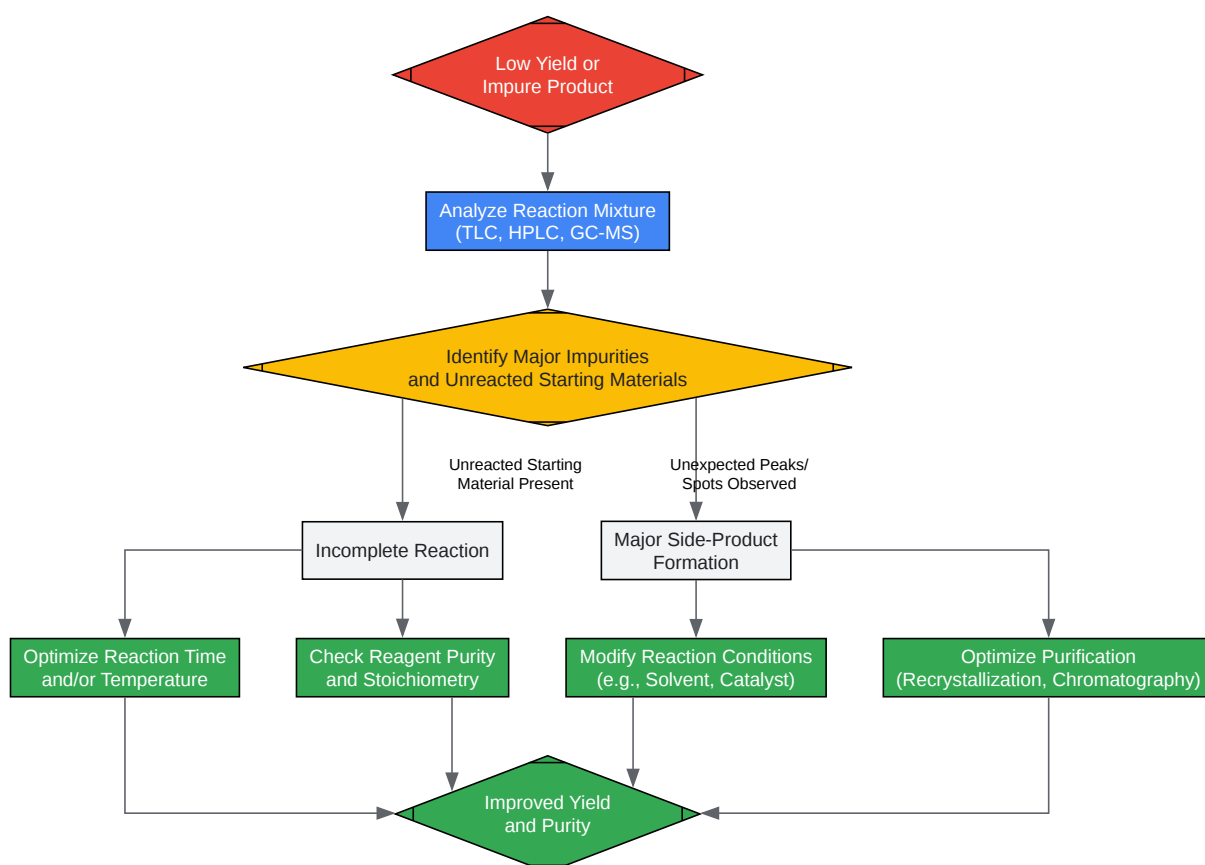 Low Yield or
Impure Product
Analyze Reaction Mixture
(TLC, HPLC, GC-MS)
Identify Major Impurities
and Unreacted Starting Materials
Unreacted Starting
Material Present
Unexpected Peaks/
Spots Observed
Incomplete Reaction
Major Side-Product
Formation
Optimize Reaction Time
and/or Temperature
Check Reagent Purity
and Stoichiometry
Modify Reaction Conditions
(e.g., Solvent, Catalyst)
Optimize Purification
(Recrystallization, Chromatography)
Improved Yield
and Purity